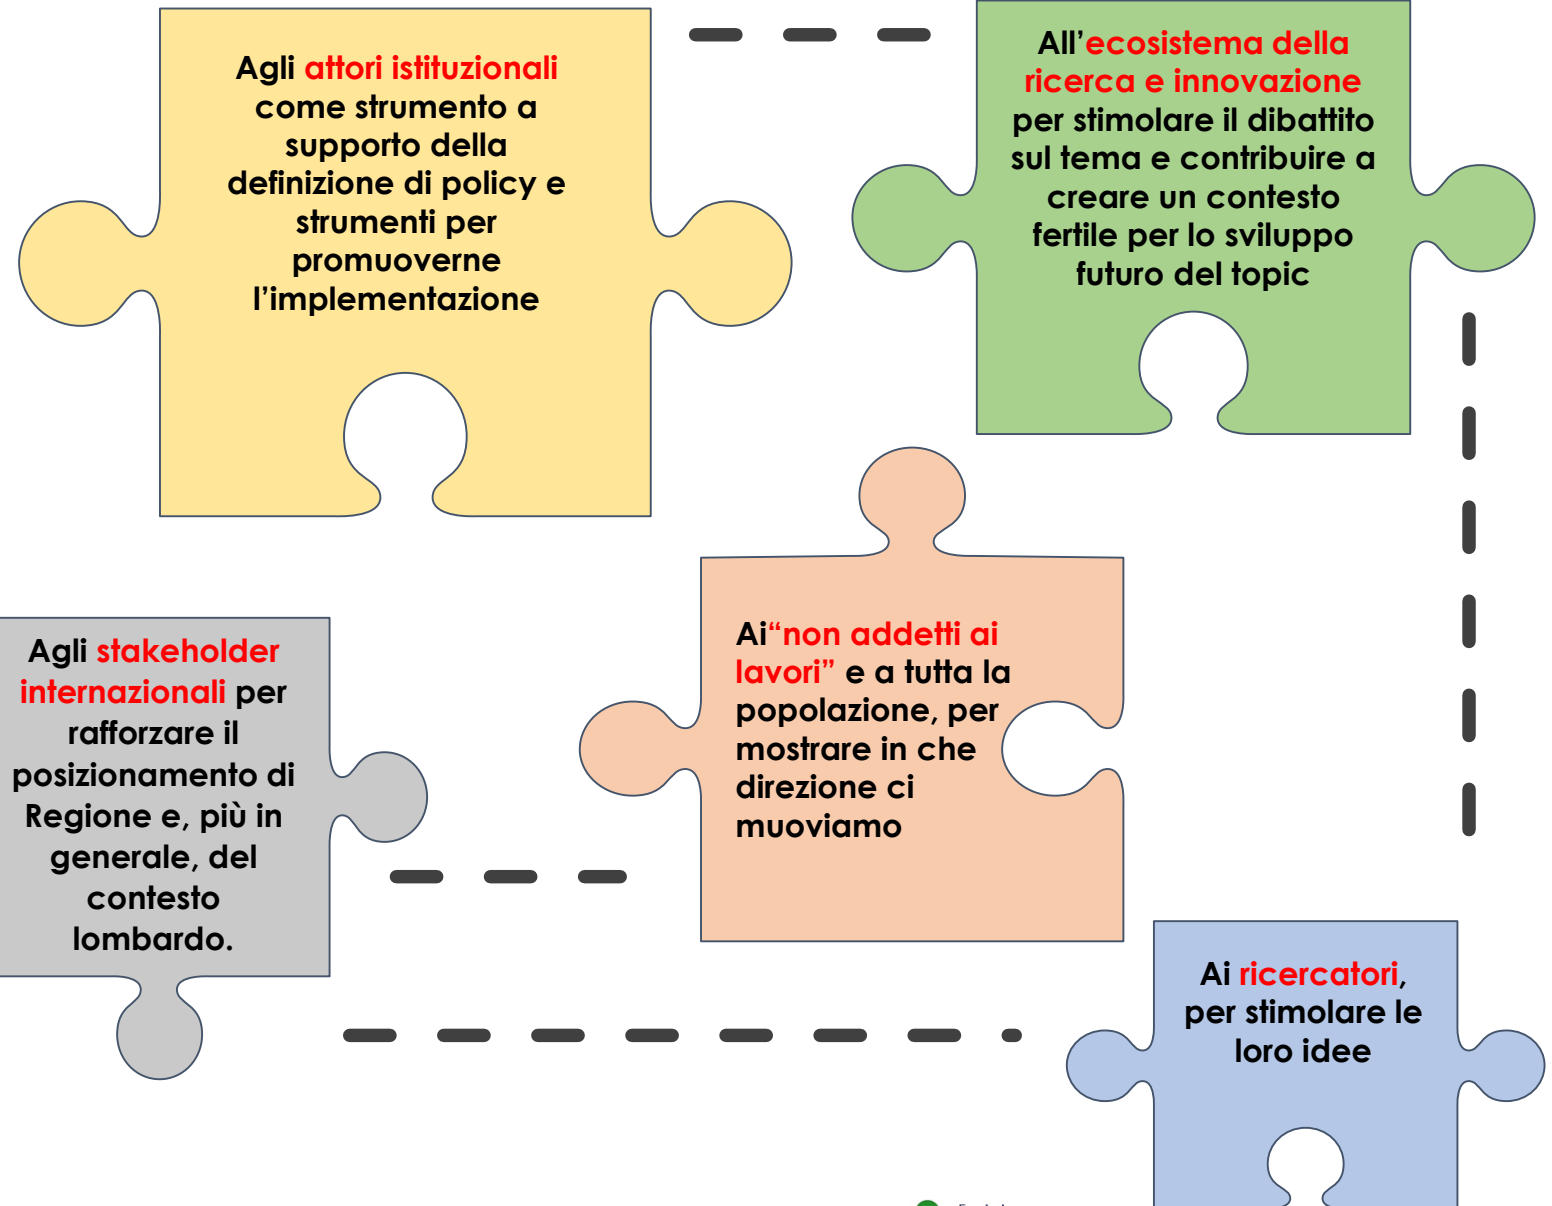 Agli attori istituzionali
come strumento a
supporto della
definizione di policy e
strumenti per
promuoverne
l’implementazione
All’ecosistema della
ricerca e innovazione
per stimolare il dibattito
sul tema e contribuire a
creare un contesto
fertile per lo sviluppo
futuro del topic
Agli stakeholder
internazionali per
rafforzare il
posizionamento di
Regione e, più in
generale, del
contesto
lombardo.
Ai“non addetti ai
lavori” e a tutta la
popolazione, per
mostrare in che
direzione ci
muoviamo
Ai ricercatori,
per stimolare le
loro idee